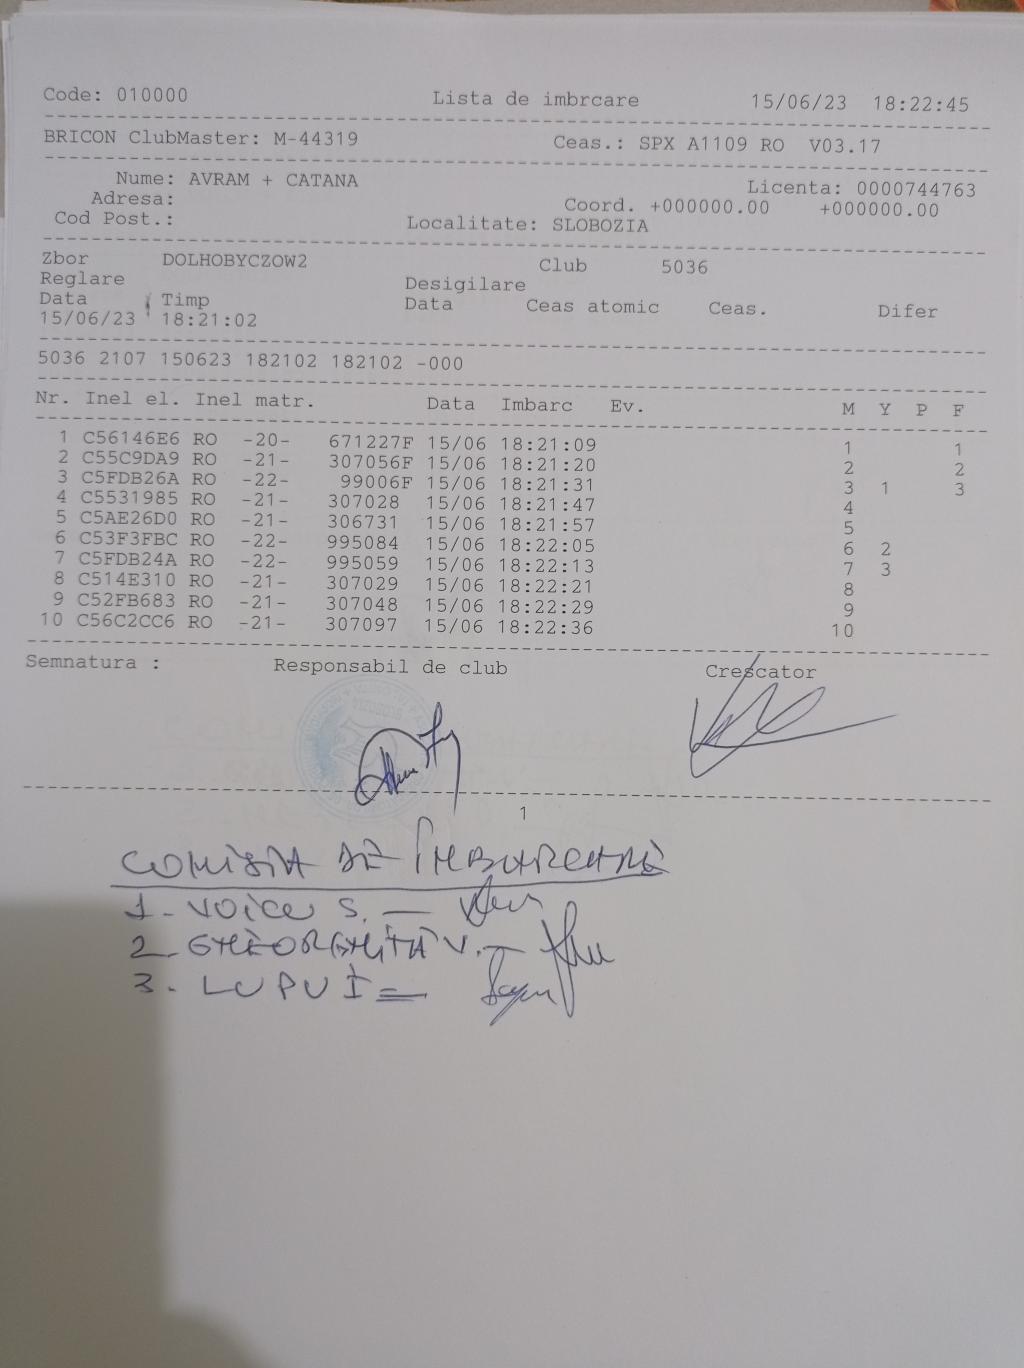 Code: 010000 Lista de imbrcare 15/06/23 18:22:45
BRICON ClubMaster: M-44319 Ceas.: SPX A1109 RO V03.17
Nume: AVRAM + CATANA Licenta: 0000744763
Adresa: Coord. +000000.00 +000000.00
Cod Post.: Localitate: SLOBOZIA
Zbor DOLHOBYCZOW2 Club 5036
Reglare Desigilare
Data Timp Data Ceas atomic Ceas. Difer
15/06/23 18:21:02
5036 2107 150623 182102 182102 -000
Nr. Inel el. Inel matr. Data Imbarc Ev. M Y P F
1 C56146E6 RO -20- 671227F 15/06 18:21:09 1 1
2 C55C9DA9 RO -21- 307056F 15/06 18:21:20 2 2
3 C5FDB26A RO -22- 99006F 15/06 18:21:31 3 1 3
4 C5531985 RO -21- 307028 15/06 18:21:47 4
5 C5AE26D0 RO -21- 306731 15/06 18:21:57 5
6 C53F3FBC RO -22- 995084 15/06 18:22:05 6 2
7 C5FDB24A RO -22- 995059 15/06 18:22:13 7 3
8 C514E310 RO -21- 307029 15/06 18:22:21 8
9 C52FB683 RO -21- 307048 15/06 18:22:29 9
10 C56C2CC6 RO -21- 307097 15/06 18:22:36 10
Semnatura : Responsabil de club Crescator
1
COMISIA DE ÎMBARCARE
1. VOICU S. —
2. GHEORGHITĂ V. —
3. LUPU I =